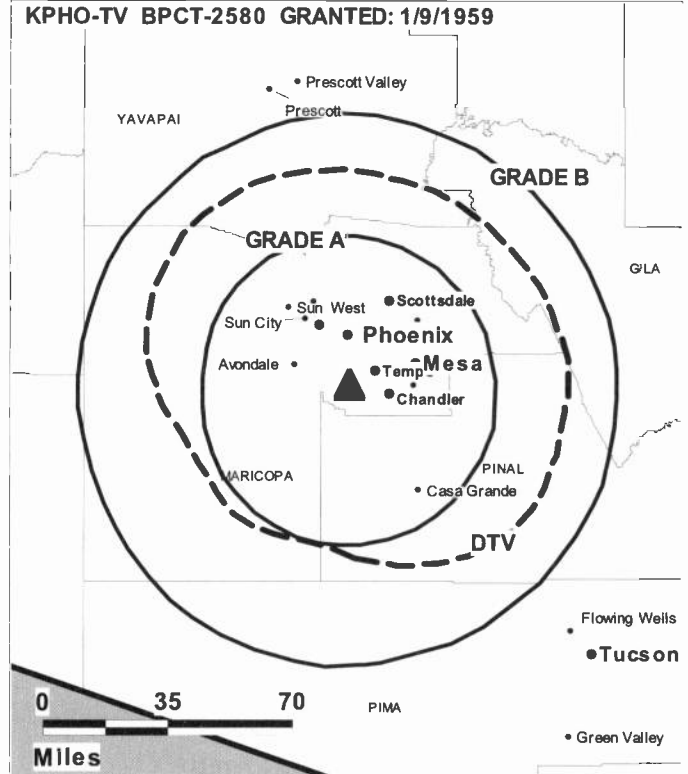 KPHO-TV BPCT-2580 GRANTED: 1/9/1959
Prescott Valley
Prescott
YAVAPAI
GRADE B
GRADE A
GILA
Scottsdale
Sun West
Sun City
Phoenix
Avondale
Mesa
Temp
Chandler
MARICOPA
PINAL
Casa Grande
DTV
Flowing Wells
Tucson
0 35 70
PIMA
Miles
Green Valley